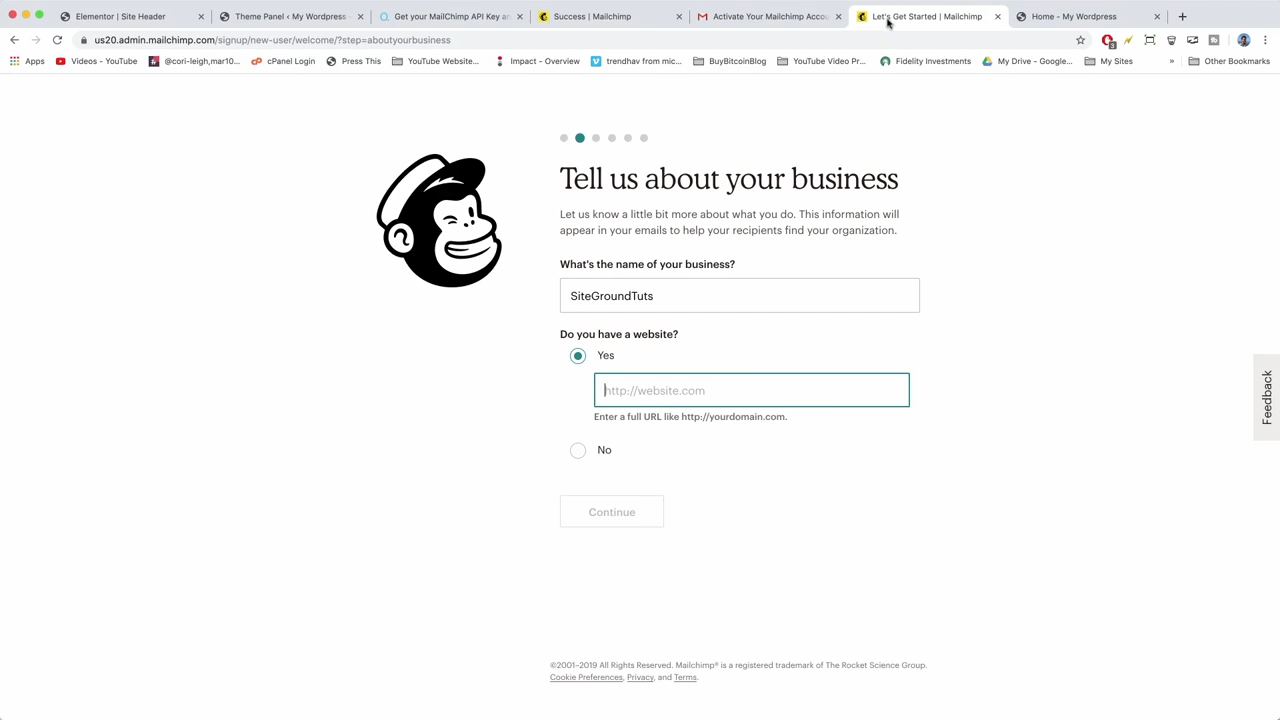 Elementor | Site Header
Theme Panel ‹ My Wordpress
Get your MailChimp API Key an
Success | Mailchimp
Activate Your Mailchimp Accou
Let's Get Started | Mailchimp
Home - My Wordpress
us20.admin.mailchimp.com/signup/new-user/welcome/?step=aboutyourbusiness
3
Apps
Videos - YouTube
@cori-leigh,mar10...
cPanel Login
Press This
YouTube Website...
Impact - Overview
trendhav from mic...
BuyBitcoinBlog
YouTube Video Pr...
Fidelity Investments
My Drive – Google...
My Sites
»
Other Bookmarks
Tell us about your business
Let us know a little bit more about what you do. This information will
appear in your emails to help your recipients find your organization.
What's the name of your business?
SiteGroundTuts
Do you have a website?
Yes
http://website.com
Enter a full URL like http://yourdomain.com.
No
Continue
Feedback
©2001–2019 All Rights Reserved. Mailchimp® is a registered trademark of The Rocket Science Group.
Cookie Preferences, Privacy, and Terms.